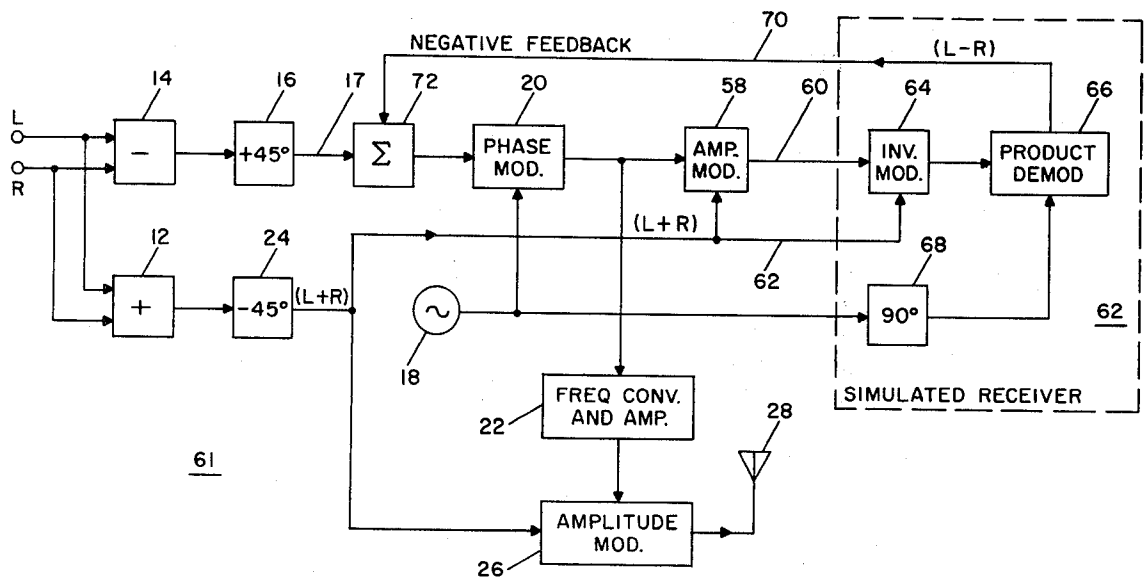 70
NEGATIVE FEEDBACK
(L-R)
14
16
17
72
20
58
60
64
66
L
R
−
+45°
Σ
PHASE
MOD.
AMP.
MOD.
INV.
MOD.
PRODUCT
DEMOD
(L+R)
12
24
62
68
+
-45°
(L+R)
~
18
90°
62
SIMULATED RECEIVER
FREQ CONV.
AND AMP.
22
28
61
AMPLITUDE
MOD.
26